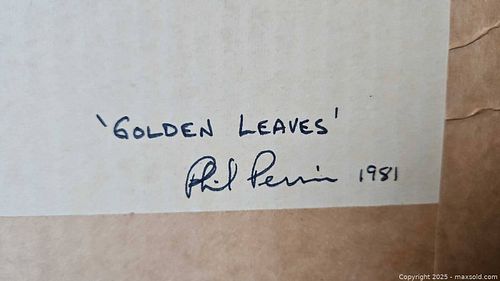 'GOLDEN LEAVES'
Phil Perrin 1981
Copyright 2025 - maxsold.com